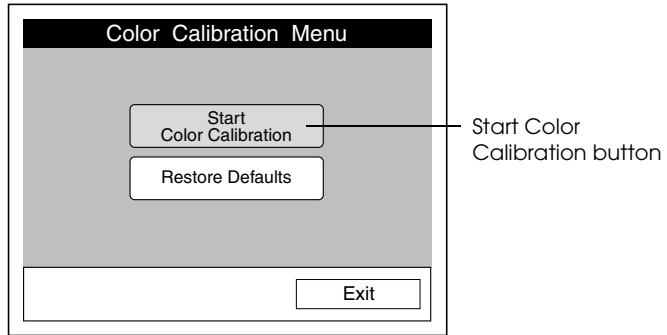 Color Calibration Menu
Start
Color Calibration
Start Color
Calibration button
Restore Defaults
Exit